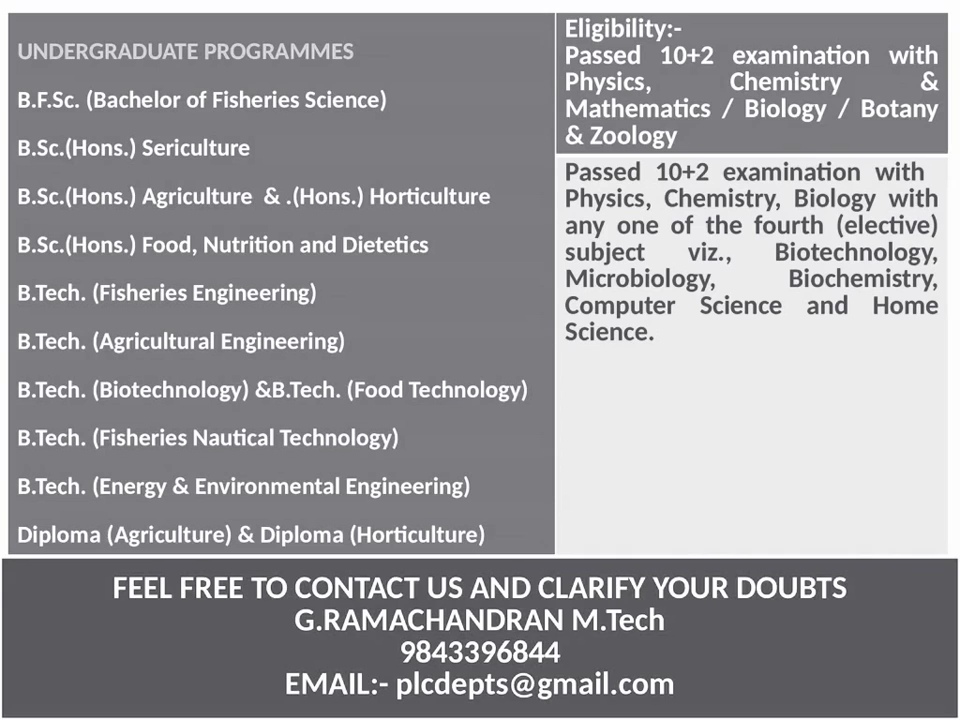 UNDERGRADUATE PROGRAMMES
B.F.Sc. (Bachelor of Fisheries Science)
B.Sc.(Hons.) Sericulture
B.Sc.(Hons.) Agriculture & .(Hons.) Horticulture
B.Sc.(Hons.) Food, Nutrition and Dietetics
B.Tech. (Fisheries Engineering)
B.Tech. (Agricultural Engineering)
B.Tech. (Biotechnology) &B.Tech. (Food Technology)
B.Tech. (Fisheries Nautical Technology)
B.Tech. (Energy & Environmental Engineering)
Diploma (Agriculture) & Diploma (Horticulture)
Eligibility:-
Passed 10+2 examination with
Physics, Chemistry &
Mathematics / Biology / Botany
& Zoology
Passed 10+2 examination with
Physics, Chemistry, Biology with
any one of the fourth (elective)
subject viz., Biotechnology,
Microbiology, Biochemistry,
Computer Science and Home
Science.
FEEL FREE TO CONTACT US AND CLARIFY YOUR DOUBTS
G.RAMACHANDRAN M.Tech
9843396844
EMAIL:- plcdepts@gmail.com